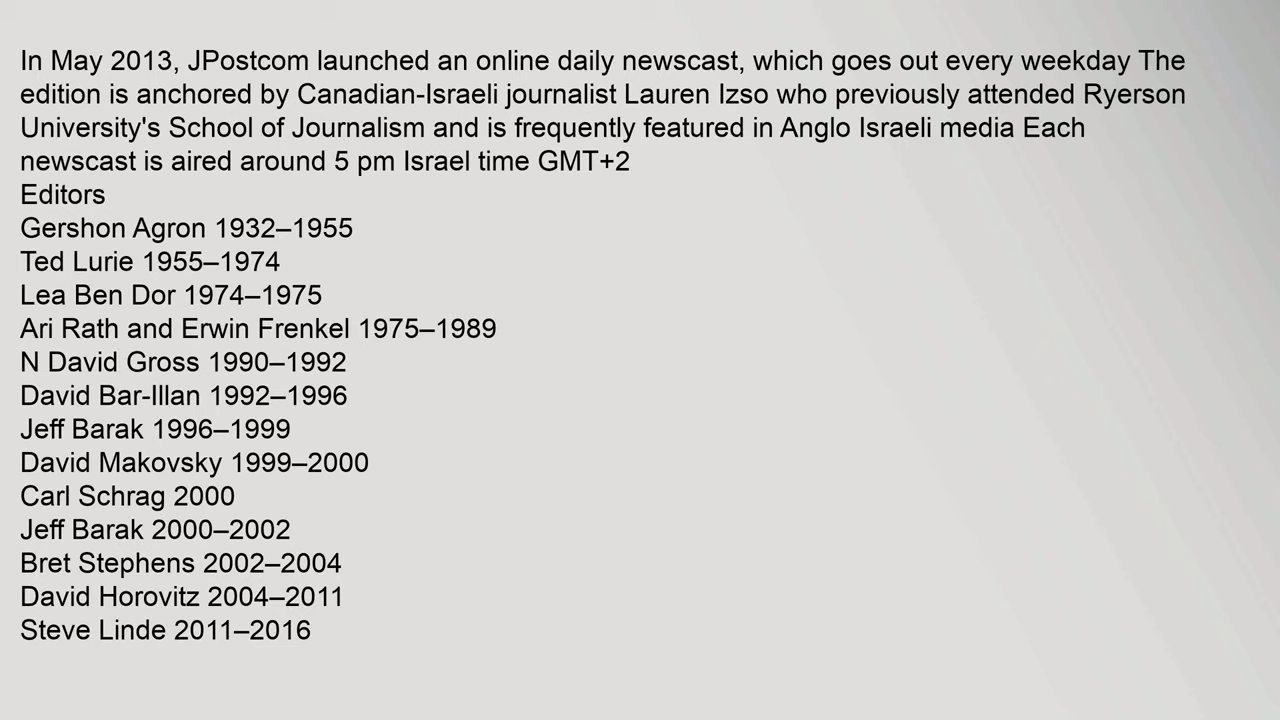 In May 2013, JPostcom launched an online daily newscast, which goes out every weekday The
edition is anchored by Canadian-Israeli journalist Lauren Izso who previously attended Ryerson
University's School of Journalism and is frequently featured in Anglo Israeli media Each
newscast is aired around 5 pm Israel time GMT+2
Editors
Gershon Agron 1932–1955
Ted Lurie 1955–1974
Lea Ben Dor 1974–1975
Ari Rath and Erwin Frenkel 1975–1989
N David Gross 1990–1992
David Bar-Illan 1992–1996
Jeff Barak 1996–1999
David Makovsky 1999–2000
Carl Schrag 2000
Jeff Barak 2000–2002
Bret Stephens 2002–2004
David Horovitz 2004–2011
Steve Linde 2011–2016